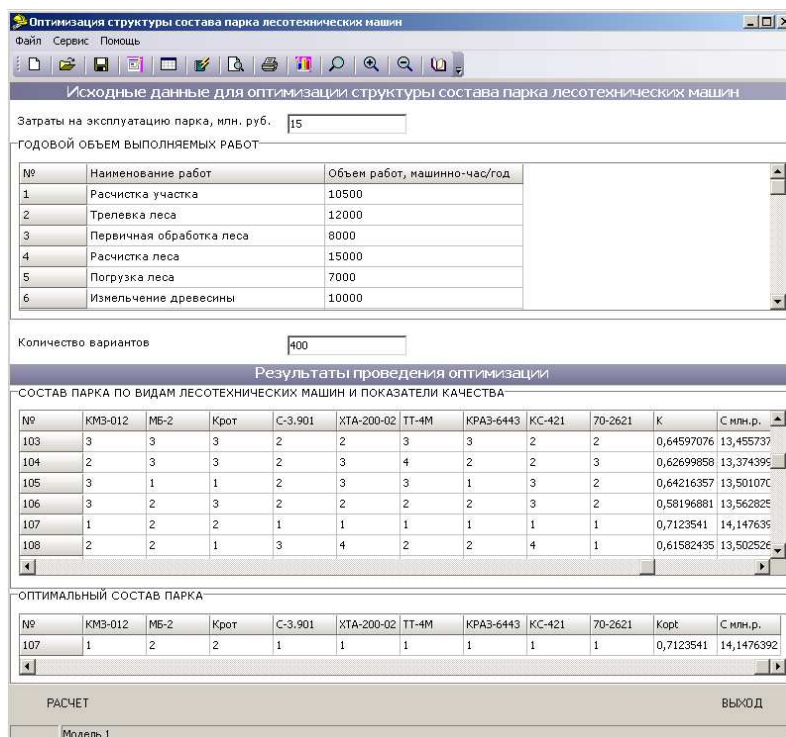 Оптимизация структуры состава парка лесотехнических машин
Файл Сервис Помощь
Исходные данные для оптимизации структуры состава парка лесотехнических машин
Затраты на эксплуатацию парка, млн. руб. 15
ГОДОВОЙ ОБЪЕМ ВЫПОЛНЯЕМЫХ РАБОТ
№ Наименование работ Объем работ, машинно-час/год
1 Расчистка участка 10500
2 Трелевка леса 12000
3 Первичная обработка леса 8000
4 Расчистка леса 15000
5 Погрузка леса 7000
6 Измельчение древесины 10000
Количество вариантов 400
Результаты проведения оптимизации
СОСТАВ ПАРКА ПО ВИДАМ ЛЕСОТЕХНИЧЕСКИХ МАШИН И ПОКАЗАТЕЛИ КАЧЕСТВА
№ КМЗ-012 МБ-2 Крот С-3.901 ХТА-200-02 ТТ-4М КРАЗ-6443 КС-421 70-2621 К С млн.р.
103 3 3 3 2 2 3 3 2 2 0,64597076 13,455737
104 2 3 3 2 3 4 2 2 3 0,62699858 13,374399
105 3 1 1 2 3 3 1 3 2 0,64216357 13,501070
106 3 2 3 2 2 2 2 3 2 0,58196881 13,562825
107 1 2 2 1 1 1 1 1 1 0,7123541 14,147639
108 2 2 1 3 4 2 2 4 1 0,61582435 13,502526
ОПТИМАЛЬНЫЙ СОСТАВ ПАРКА
№ КМЗ-012 МБ-2 Крот С-3.901 ХТА-200-02 ТТ-4М КРАЗ-6443 КС-421 70-2621 Kopt С млн.р.
107 1 2 2 1 1 1 1 1 1 0,7123541 14,1476392
РАСЧЕТ ВЫХОД
Модель 1